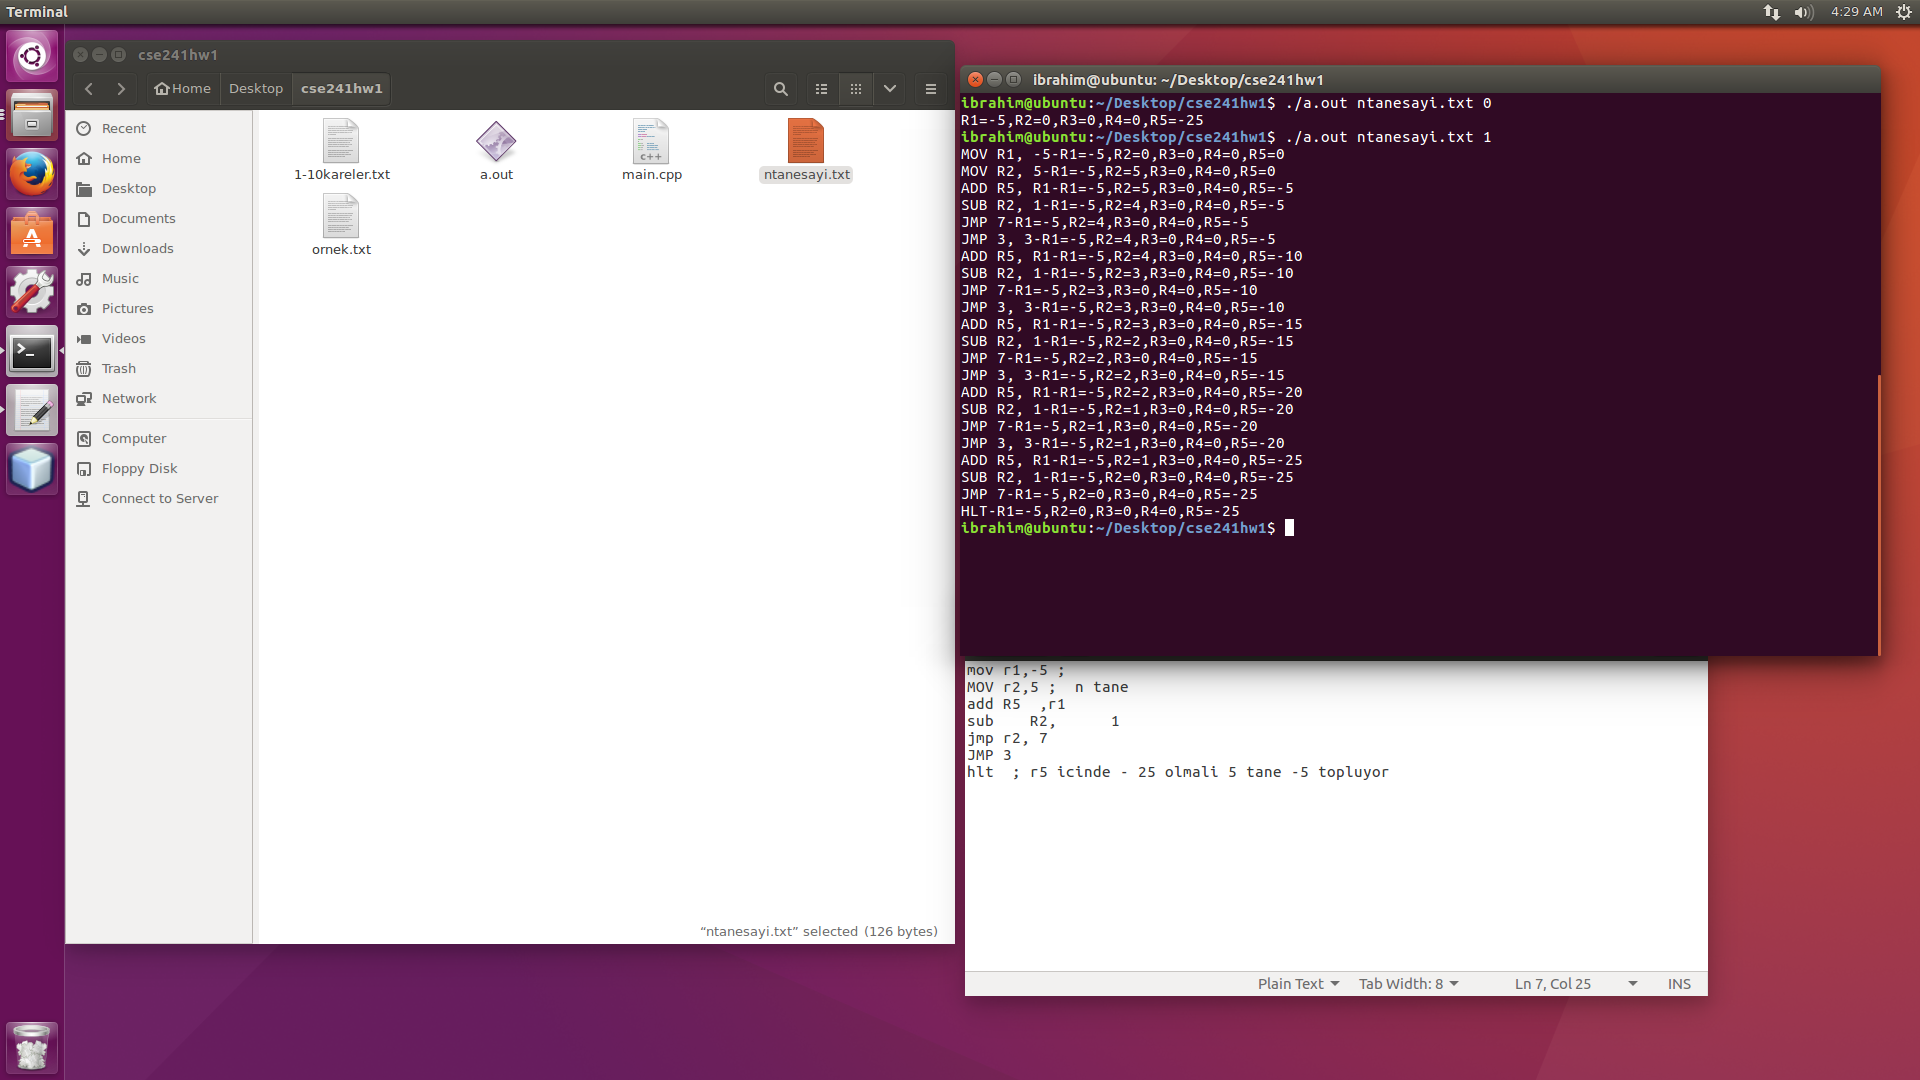 Terminal
4:29 AM
cse241hw1
Home
Desktop
cse241hw1
Recent
Home
Desktop
Documents
Downloads
Music
Pictures
Videos
Trash
Network
Computer
Floppy Disk
Connect to Server
1-10kareler.txt
a.out
c++
main.cpp
ntanesayi.txt
ornek.txt
“ntanesayi.txt” selected (126 bytes)
ibrahim@ubuntu: ~/Desktop/cse241hw1
ibrahim@ubuntu:~/Desktop/cse241hw1$ ./a.out ntanesayi.txt 0
R1=-5,R2=0,R3=0,R4=0,R5=-25
ibrahim@ubuntu:~/Desktop/cse241hw1$ ./a.out ntanesayi.txt 1
MOV R1, -5-R1=-5,R2=0,R3=0,R4=0,R5=0
MOV R2, 5-R1=-5,R2=5,R3=0,R4=0,R5=0
ADD R5, R1-R1=-5,R2=5,R3=0,R4=0,R5=-5
SUB R2, 1-R1=-5,R2=4,R3=0,R4=0,R5=-5
JMP 7-R1=-5,R2=4,R3=0,R4=0,R5=-5
JMP 3, 3-R1=-5,R2=4,R3=0,R4=0,R5=-5
ADD R5, R1-R1=-5,R2=4,R3=0,R4=0,R5=-10
SUB R2, 1-R1=-5,R2=3,R3=0,R4=0,R5=-10
JMP 7-R1=-5,R2=3,R3=0,R4=0,R5=-10
JMP 3, 3-R1=-5,R2=3,R3=0,R4=0,R5=-10
ADD R5, R1-R1=-5,R2=3,R3=0,R4=0,R5=-15
SUB R2, 1-R1=-5,R2=2,R3=0,R4=0,R5=-15
JMP 7-R1=-5,R2=2,R3=0,R4=0,R5=-15
JMP 3, 3-R1=-5,R2=2,R3=0,R4=0,R5=-15
ADD R5, R1-R1=-5,R2=2,R3=0,R4=0,R5=-20
SUB R2, 1-R1=-5,R2=1,R3=0,R4=0,R5=-20
JMP 7-R1=-5,R2=1,R3=0,R4=0,R5=-20
JMP 3, 3-R1=-5,R2=1,R3=0,R4=0,R5=-20
ADD R5, R1-R1=-5,R2=1,R3=0,R4=0,R5=-25
SUB R2, 1-R1=-5,R2=0,R3=0,R4=0,R5=-25
JMP 7-R1=-5,R2=0,R3=0,R4=0,R5=-25
HLT-R1=-5,R2=0,R3=0,R4=0,R5=-25
ibrahim@ubuntu:~/Desktop/cse241hw1$
mov r1,-5 ;
MOV r2,5 ;  n tane
add R5  ,r1
sub    R2,      1
jmp r2, 7
JMP 3
hlt  ; r5 icinde - 25 olmali 5 tane -5 topluyor
Plain Text
Tab Width: 8
Ln 7, Col 25
INS